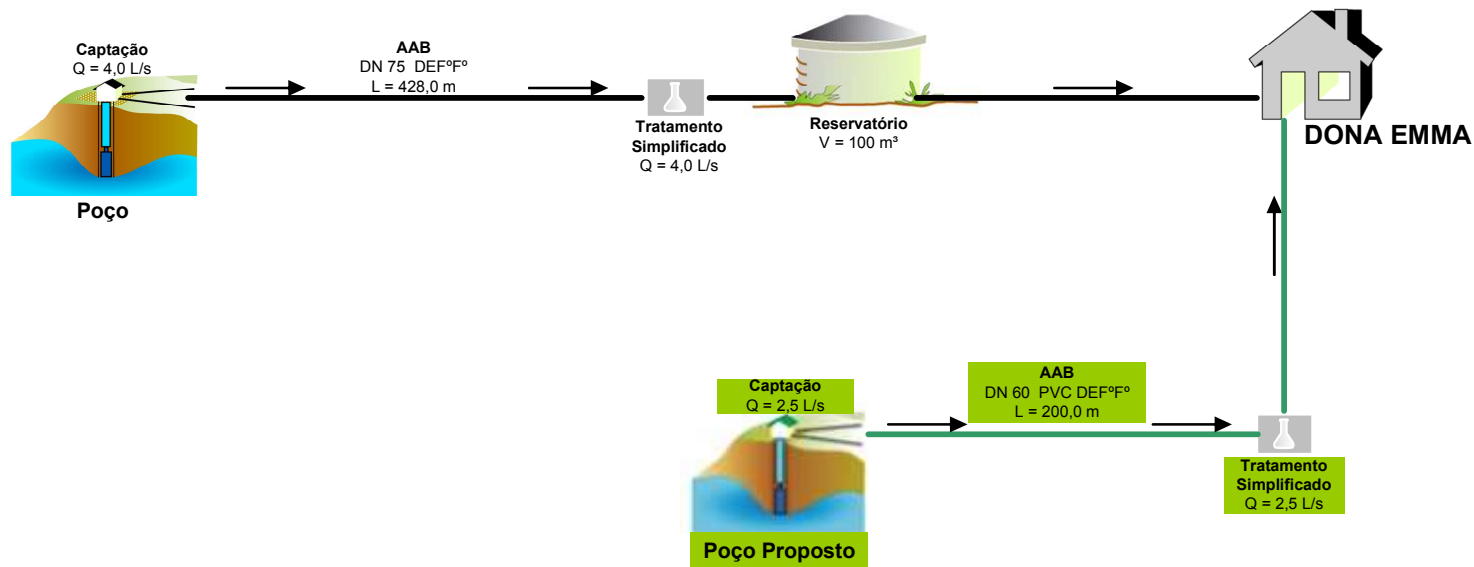 Captação
Q = 4,0 L/s
Poço
AAB
DN 75 DEFºFº
L = 428,0 m
Tratamento
Simplificado
Q = 4,0 L/s
Reservatório
V = 100 m³
DONA EMMA
Captação
Q = 2,5 L/s
Poço Proposto
AAB
DN 60 PVC DEFºFº
L = 200,0 m
Tratamento
Simplificado
Q = 2,5 L/s